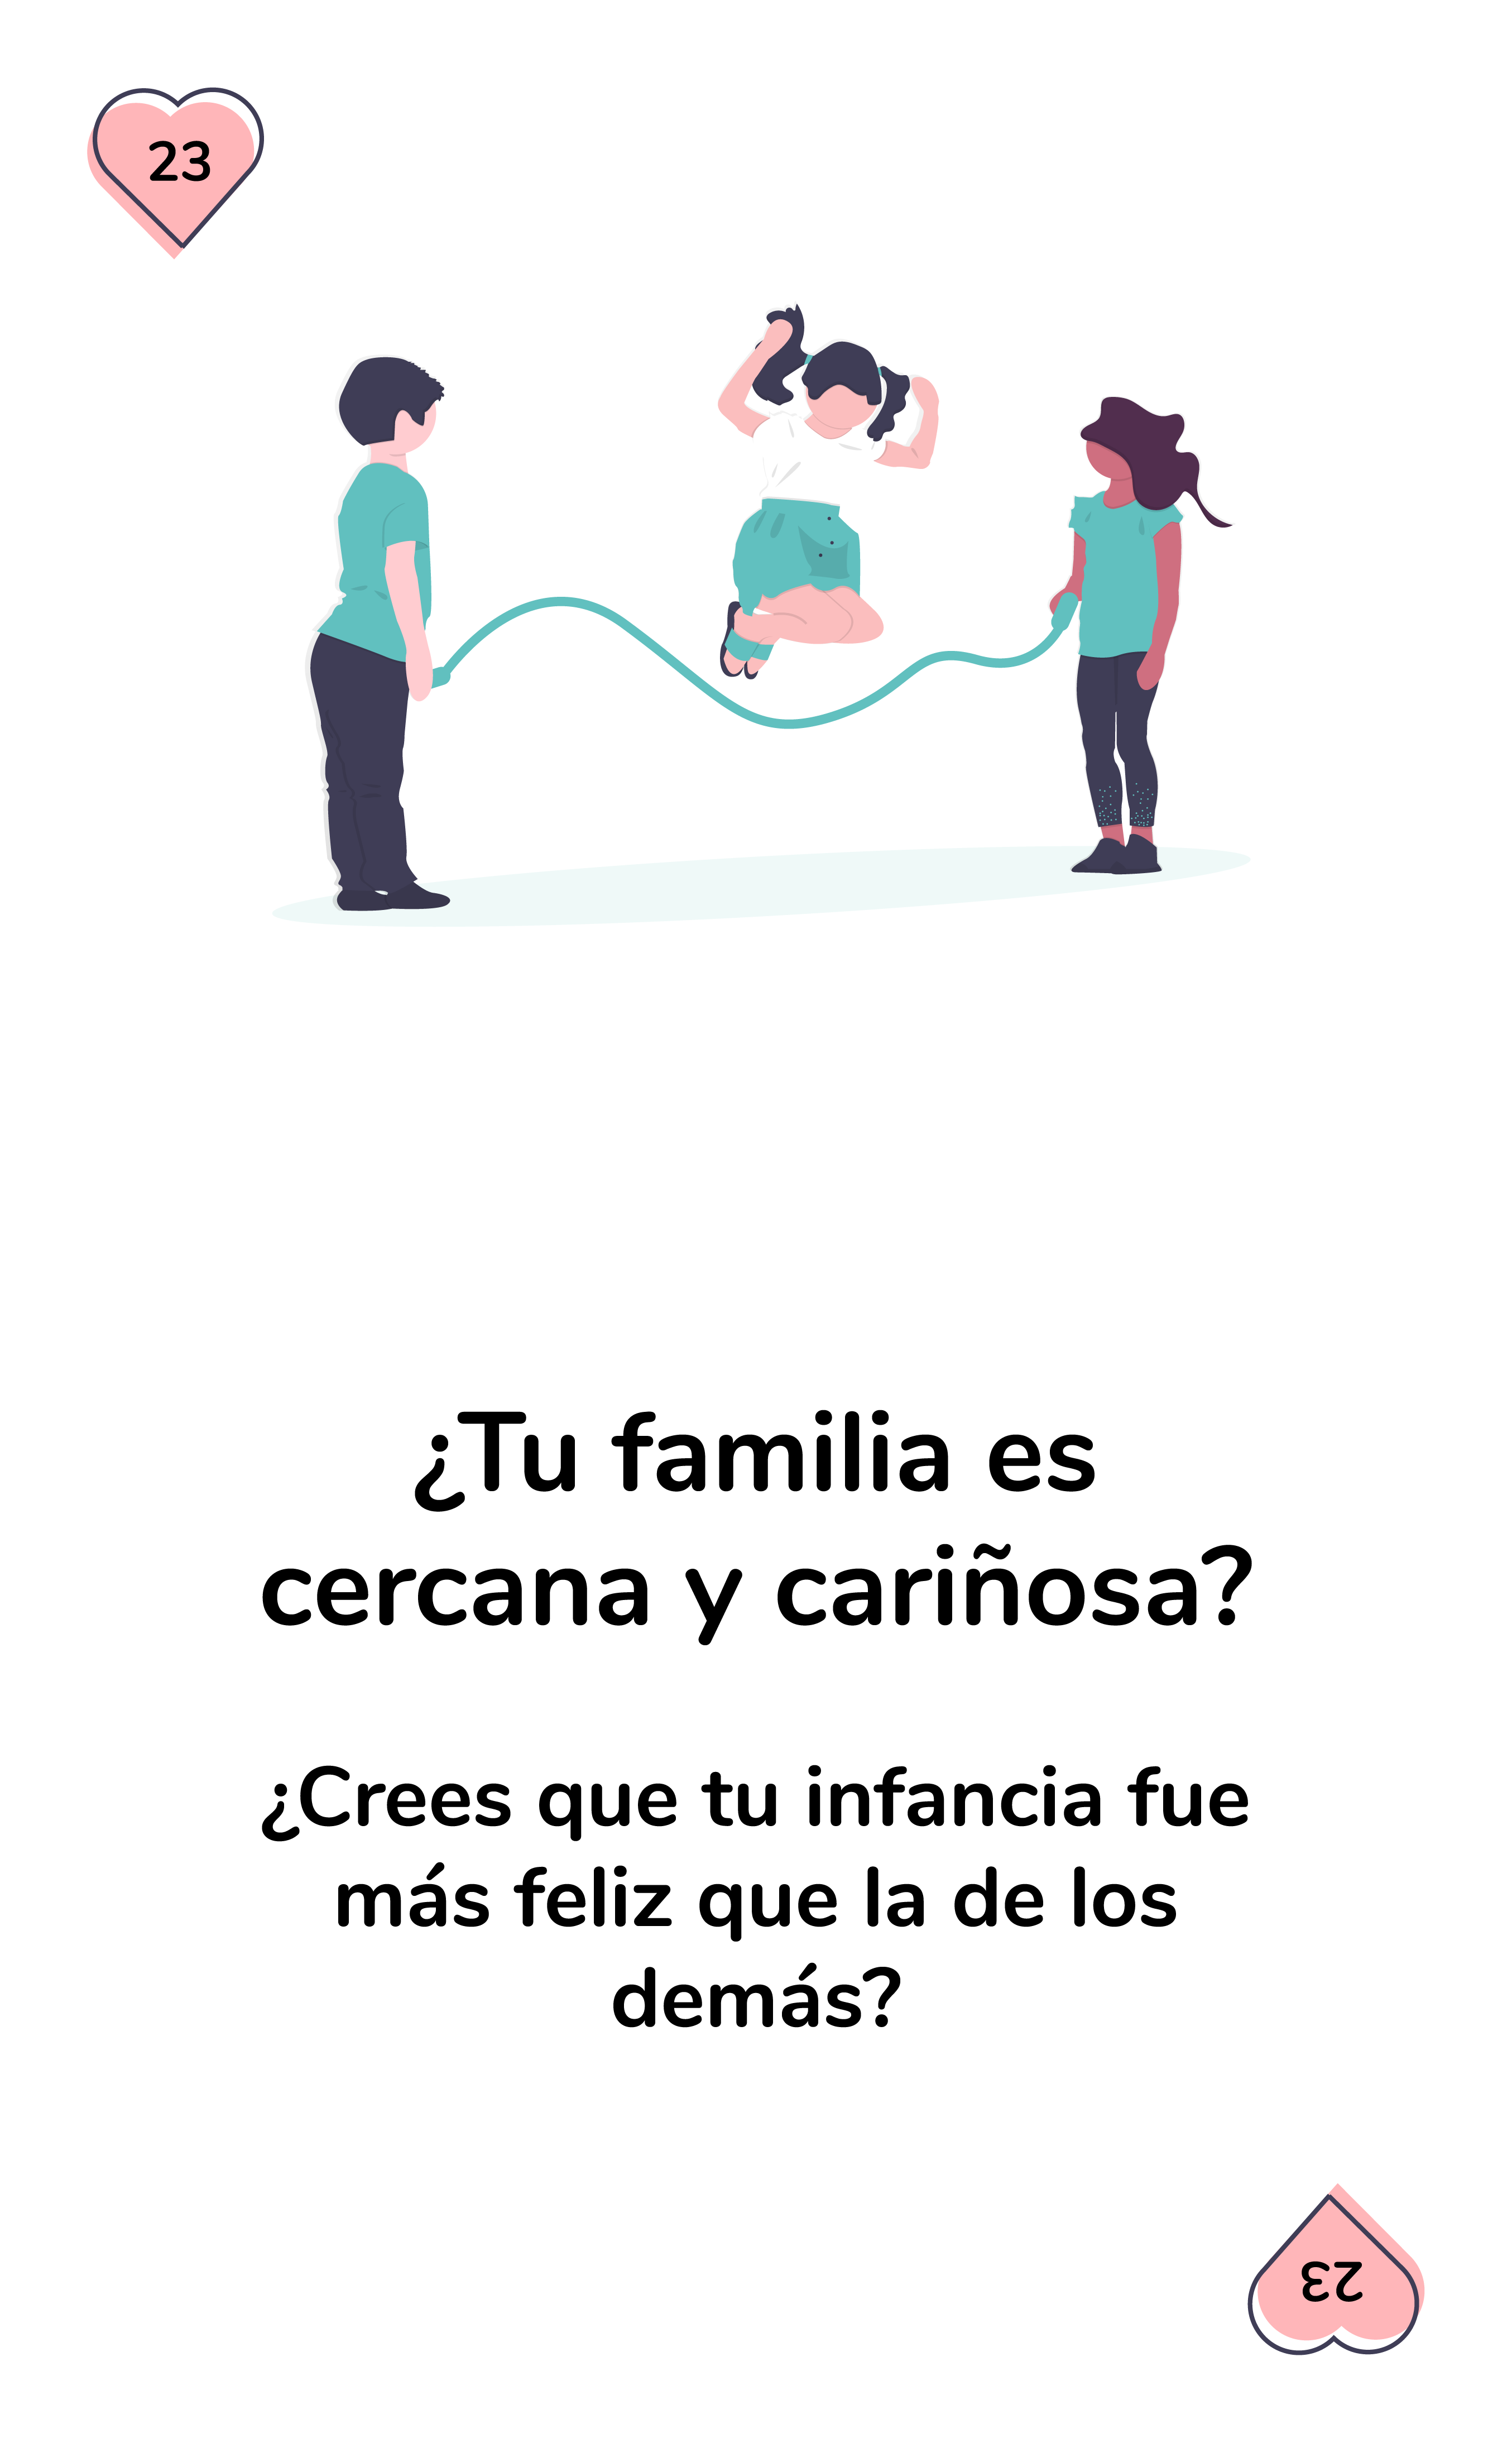 23
¿Tu familia es
cercana y cariñosa?
¿Crees que tu infancia fue
más feliz que la de los
demás?
23